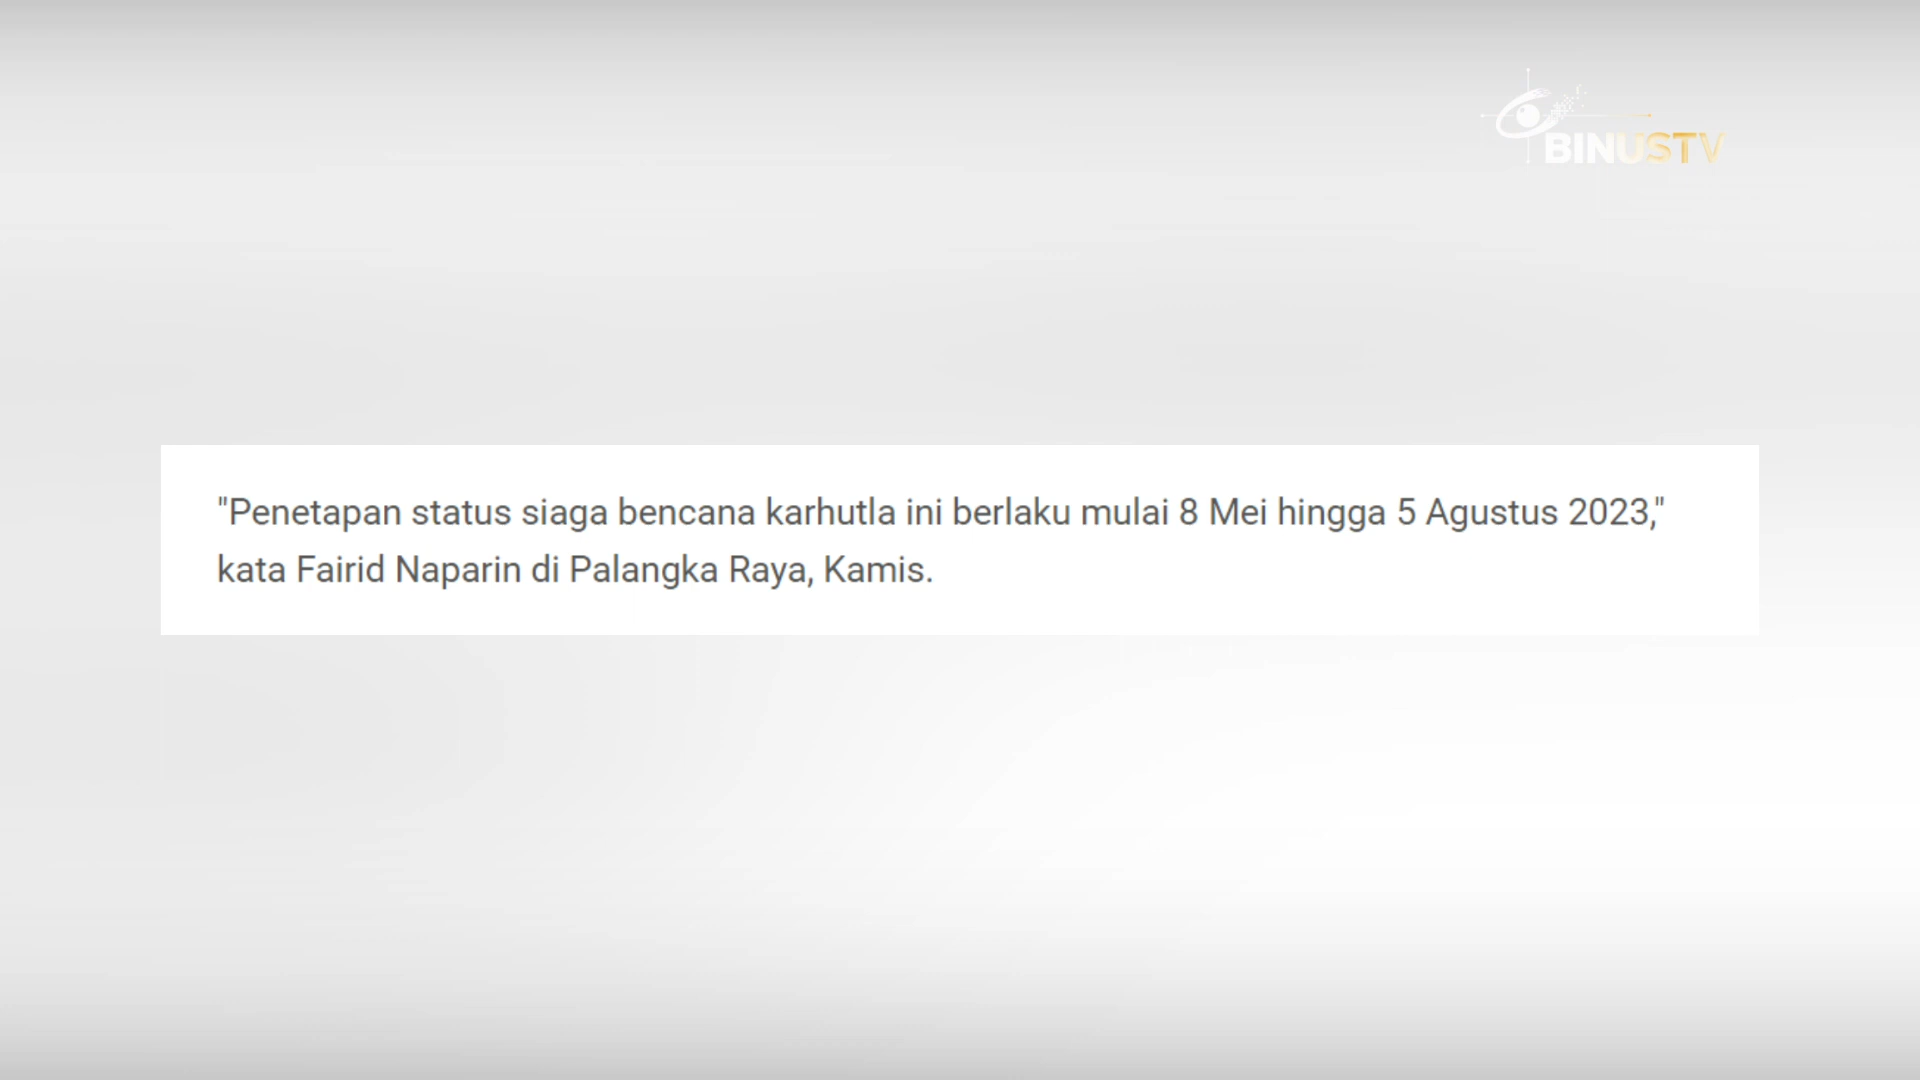 BINUSTV
"Penetapan status siaga bencana karhutla ini berlaku mulai 8 Mei hingga 5 Agustus 2023,"
kata Fairid Naparin di Palangka Raya, Kamis.